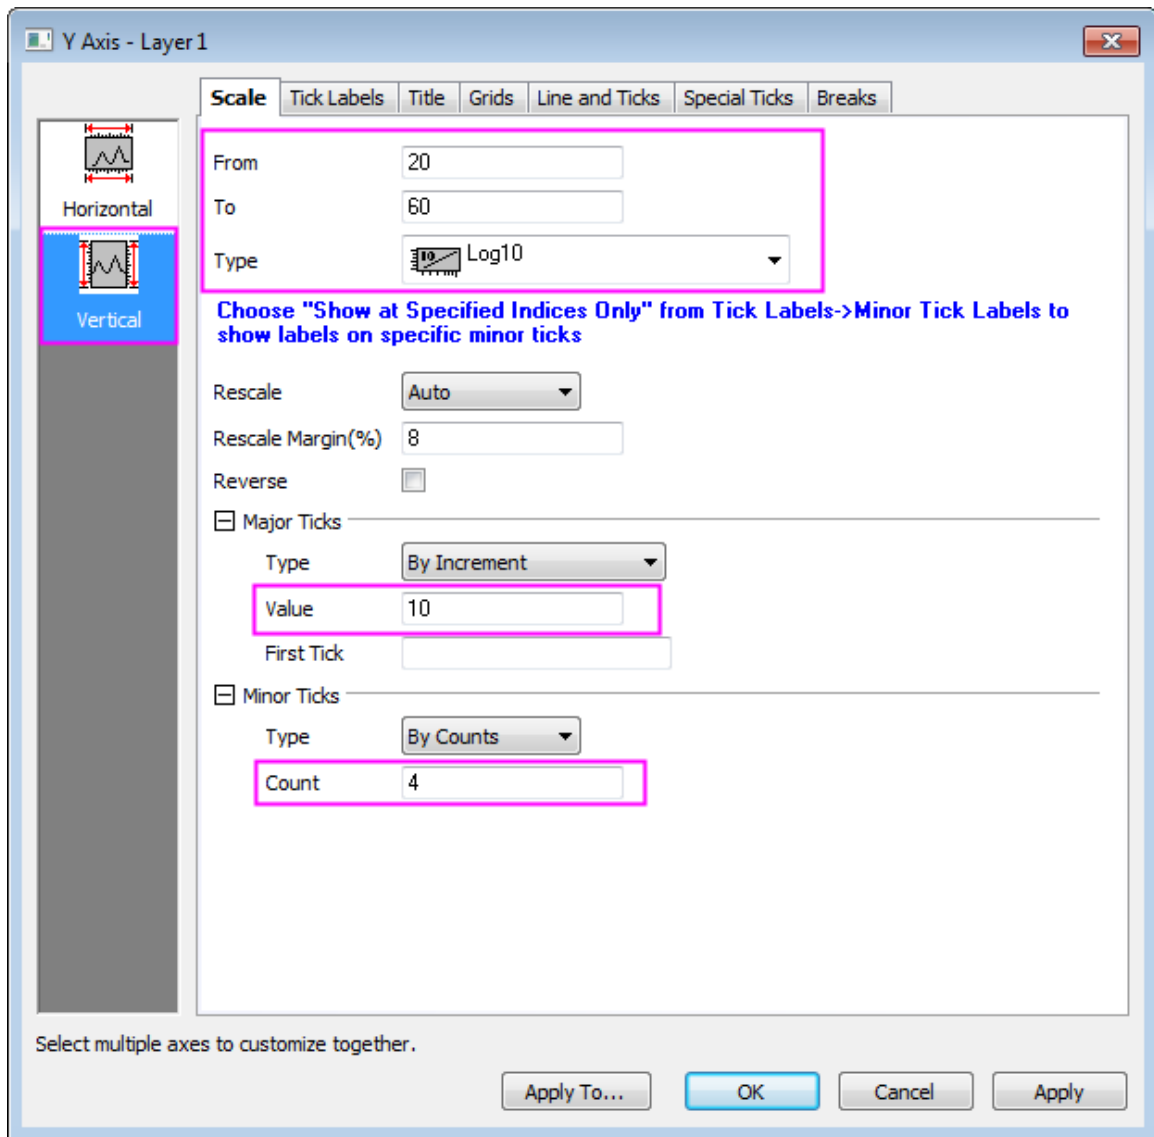 Y Axis - Layer1
Scale Tick Labels Title Grids Line and Ticks Special Ticks Breaks
Horizontal
Vertical
From 20
To 60
Type Log10
Choose "Show at Specified Indices Only" from Tick Labels->Minor Tick Labels to
show labels on specific minor ticks
Rescale Auto
Rescale Margin(%) 8
Reverse
Major Ticks
Type By Increment
Value 10
First Tick
Minor Ticks
Type By Counts
Count 4
Select multiple axes to customize together.
Apply To... OK Cancel Apply